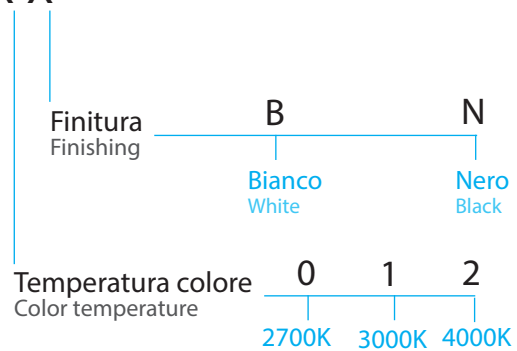 Finitura B N
Finishing
Bianco Nero
White Black
Temperatura colore 0 1 2
Color temperature
2700K 3000K 4000K